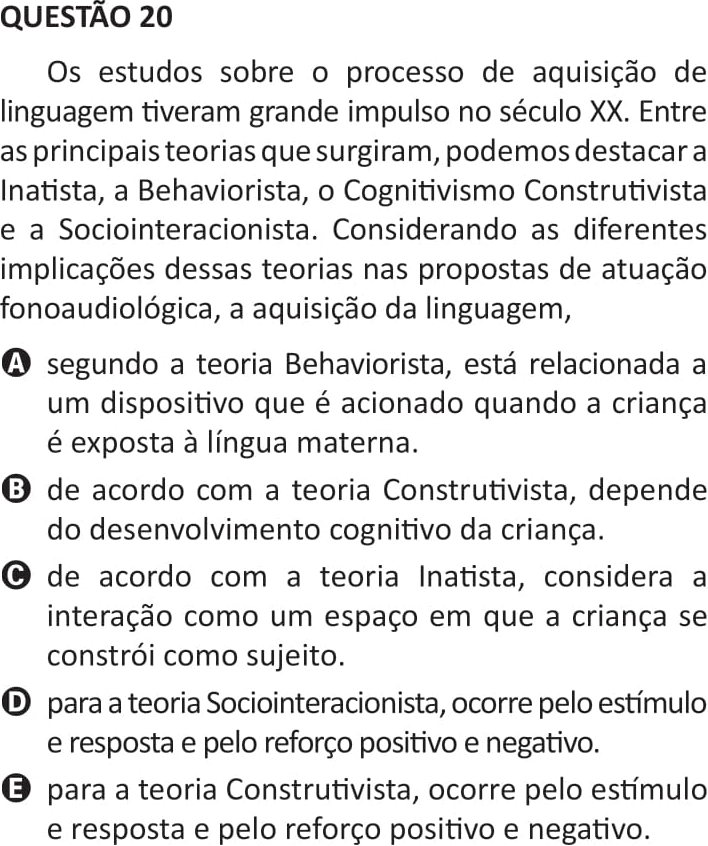 QUESTÃO 20
Os estudos sobre o processo de aquisição de
linguagem tiveram grande impulso no século XX. Entre
as principais teorias que surgiram, podemos destacar a
Inatista, a Behaviorista, o Cognitivismo Construtivista
e a Sociointeracionista. Considerando as diferentes
implicações dessas teorias nas propostas de atuação
fonoaudiológica, a aquisição da linguagem,
A segundo a teoria Behaviorista, está relacionada a
um dispositivo que é acionado quando a criança
é exposta à língua materna.
B de acordo com a teoria Construtivista, depende
do desenvolvimento cognitivo da criança.
C de acordo com a teoria Inatista, considera a
interação como um espaço em que a criança se
constrói como sujeito.
D para a teoria Sociointeracionista, ocorre pelo estímulo
e resposta e pelo reforço positivo e negativo.
E para a teoria Construtivista, ocorre pelo estímulo
e resposta e pelo reforço positivo e negativo.